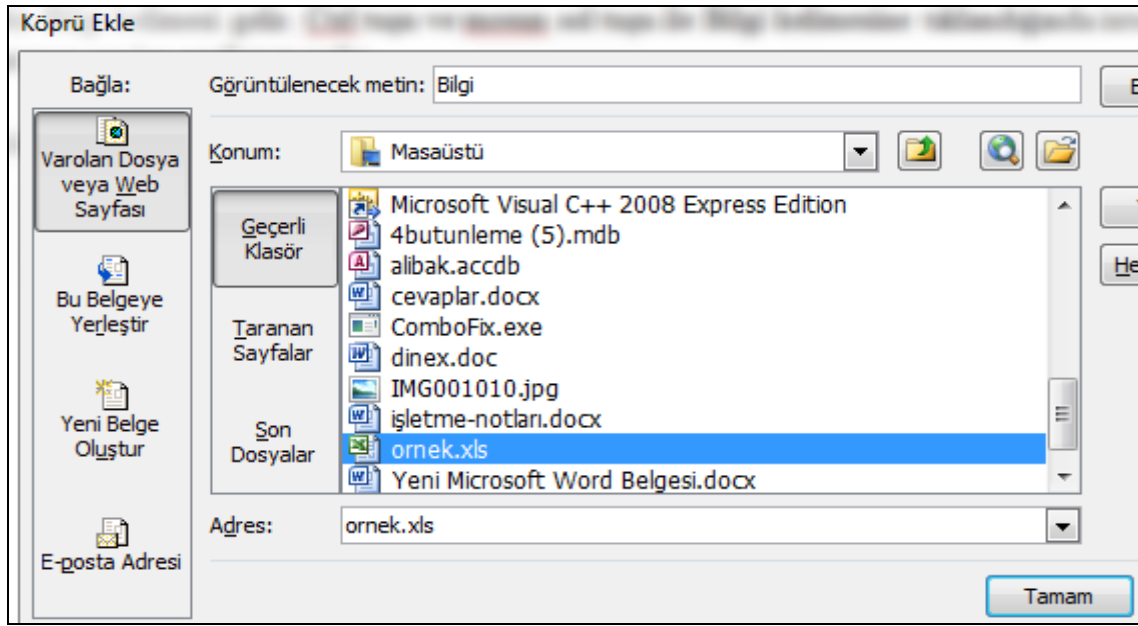 Köprü Ekle
Bağla:
Görüntülenecek metin: Bilgi
Varolan Dosya
veya Web
Sayfası
Bu Belgeye
Yerleştir
Yeni Belge
Oluştur
E-posta Adresi
Konum: Masaüstü
Geçerli
Klasör
Taranan
Sayfalar
Son
Dosyalar
Microsoft Visual C++ 2008 Express Edition
4butunleme (5).mdb
alibak.accdb
cevaplar.docx
ComboFix.exe
dinex.doc
IMG001010.jpg
işletme-notları.docx
ornek.xls
Yeni Microsoft Word Belgesi.docx
Adres: ornek.xls
He
Tamam